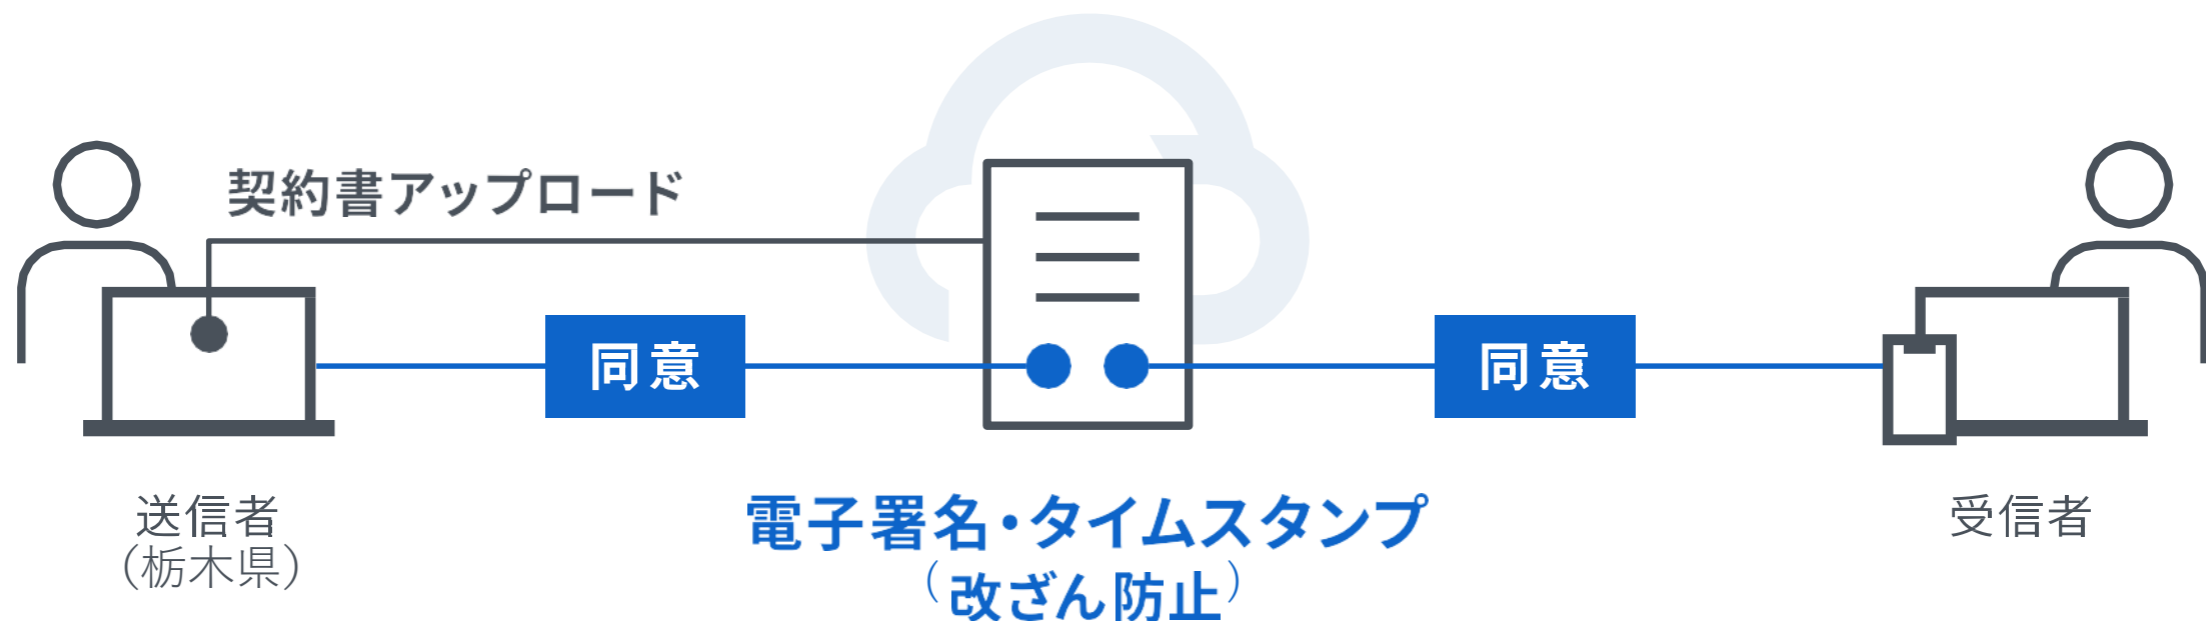 契約書アップロード
同意
同意
送信者
（栃木県）
電子署名・タイムスタンプ
（改ざん防止）
受信者